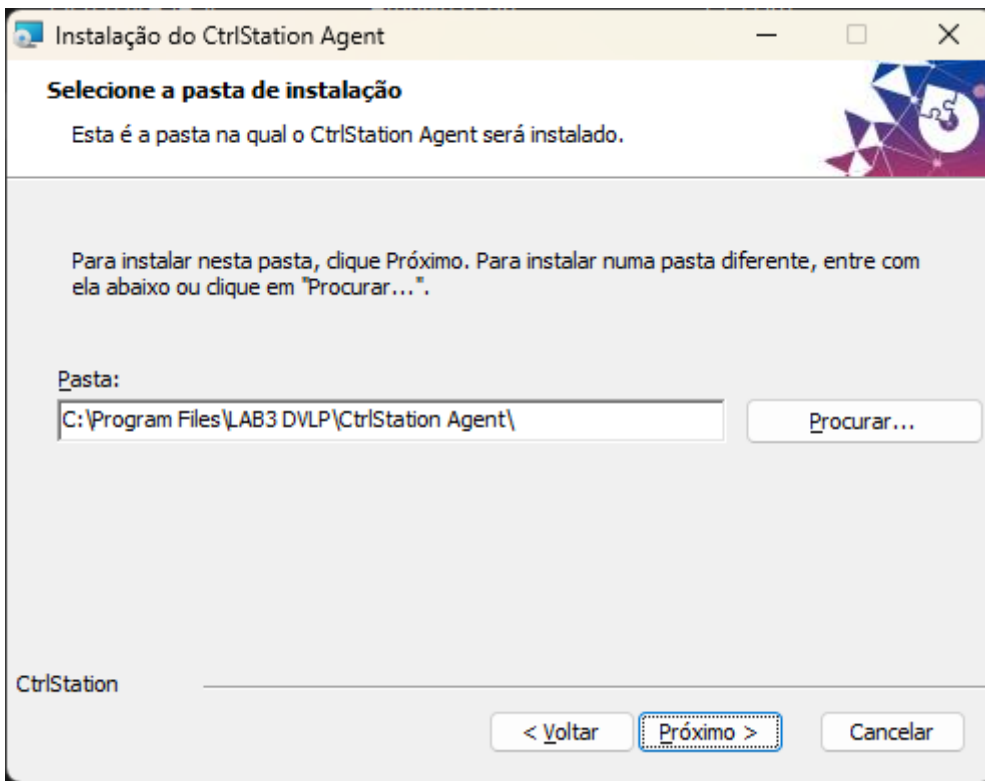 Instalação do CtrlStation Agent
Selecione a pasta de instalação
Esta é a pasta na qual o CtrlStation Agent será instalado.
Para instalar nesta pasta, clique Próximo. Para instalar numa pasta diferente, entre com
ela abaixo ou clique em "Procurar...".
Pasta:
C:\Program Files\LAB3 DVLP\CtrlStation Agent\
Procurar...
CtrlStation
< Voltar
Próximo >
Cancelar